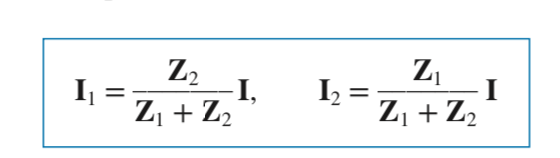 I₁ = Z₂ / (Z₁ + Z₂) I, I₂ = Z₁ / (Z₁ + Z₂) I